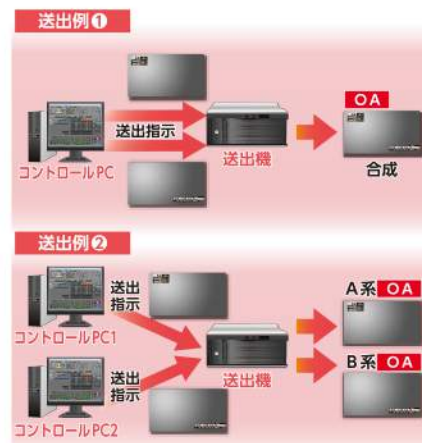 送出例❶
OA
送出指示
コントロールPC
送出機
合成
送出例❷
送出
指示
A系 OA
コントロールPC1
送出機
B系 OA
送出
指示
コントロールPC2